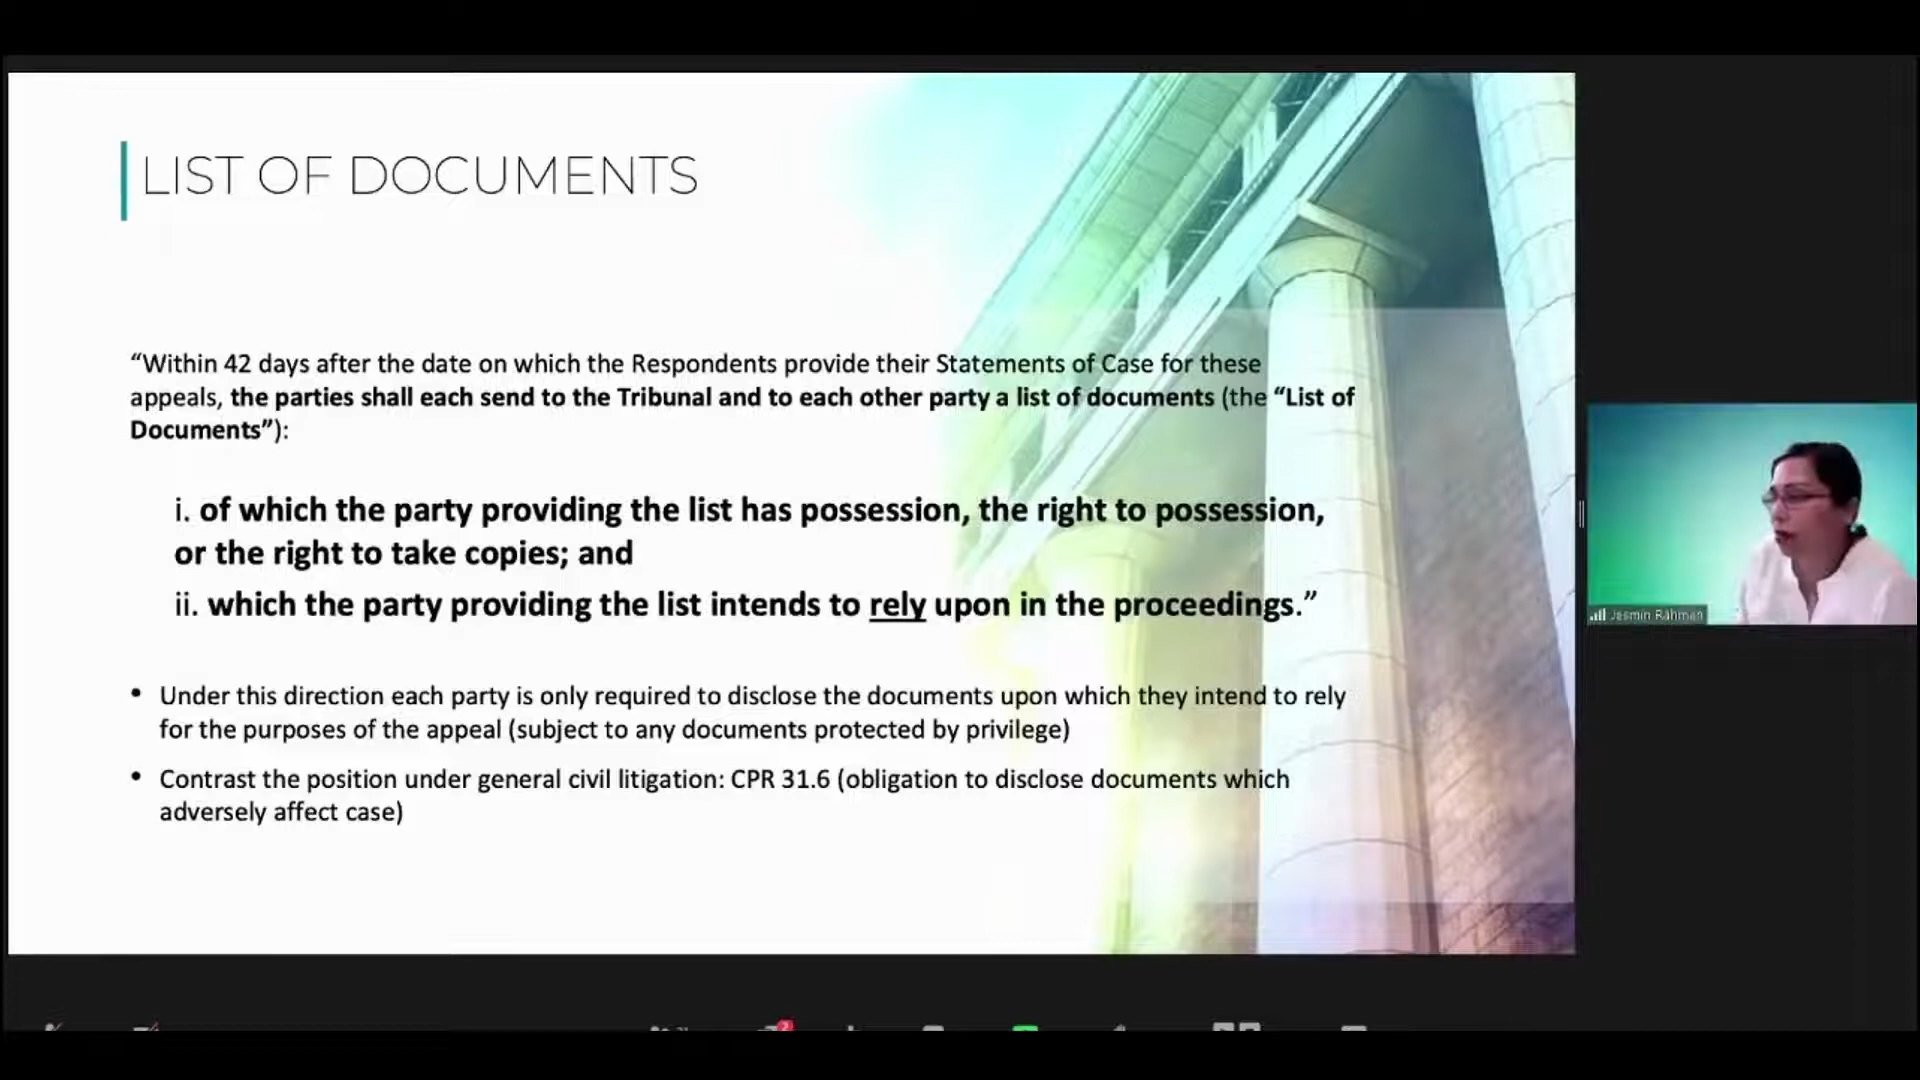 LIST OF DOCUMENTS
“Within 42 days after the date on which the Respondents provide their Statements of Case for these
appeals, the parties shall each send to the Tribunal and to each other party a list of documents (the “List of
Documents”):
i. of which the party providing the list has possession, the right to possession,
or the right to take copies; and
ii. which the party providing the list intends to rely upon in the proceedings.”
• Under this direction each party is only required to disclose the documents upon which they intend to rely
for the purposes of the appeal (subject to any documents protected by privilege)
• Contrast the position under general civil litigation: CPR 31.6 (obligation to disclose documents which
adversely affect case)
Jasmin Rahman
2